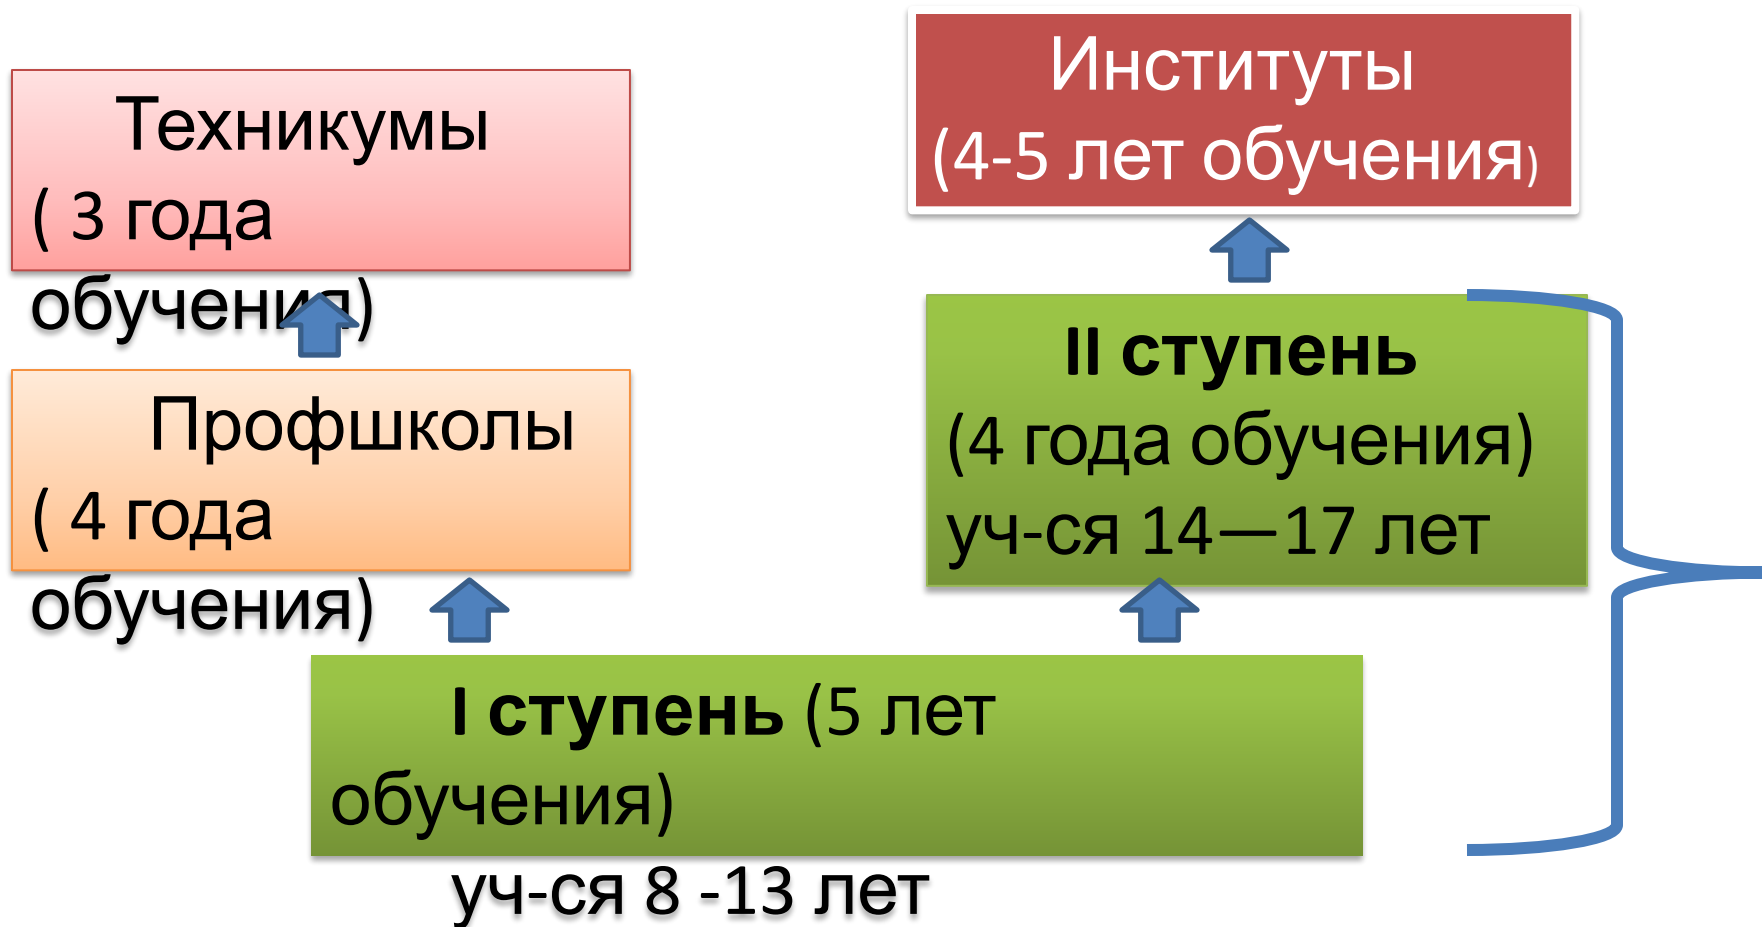 Техникумы
( 3 года
обучения)
Институты
(4-5 лет обучения)
Профшколы
( 4 года
обучения)
II ступень
(4 года обучения)
уч-ся 14—17 лет
I ступень (5 лет
обучения)
уч-ся 8 -13 лет